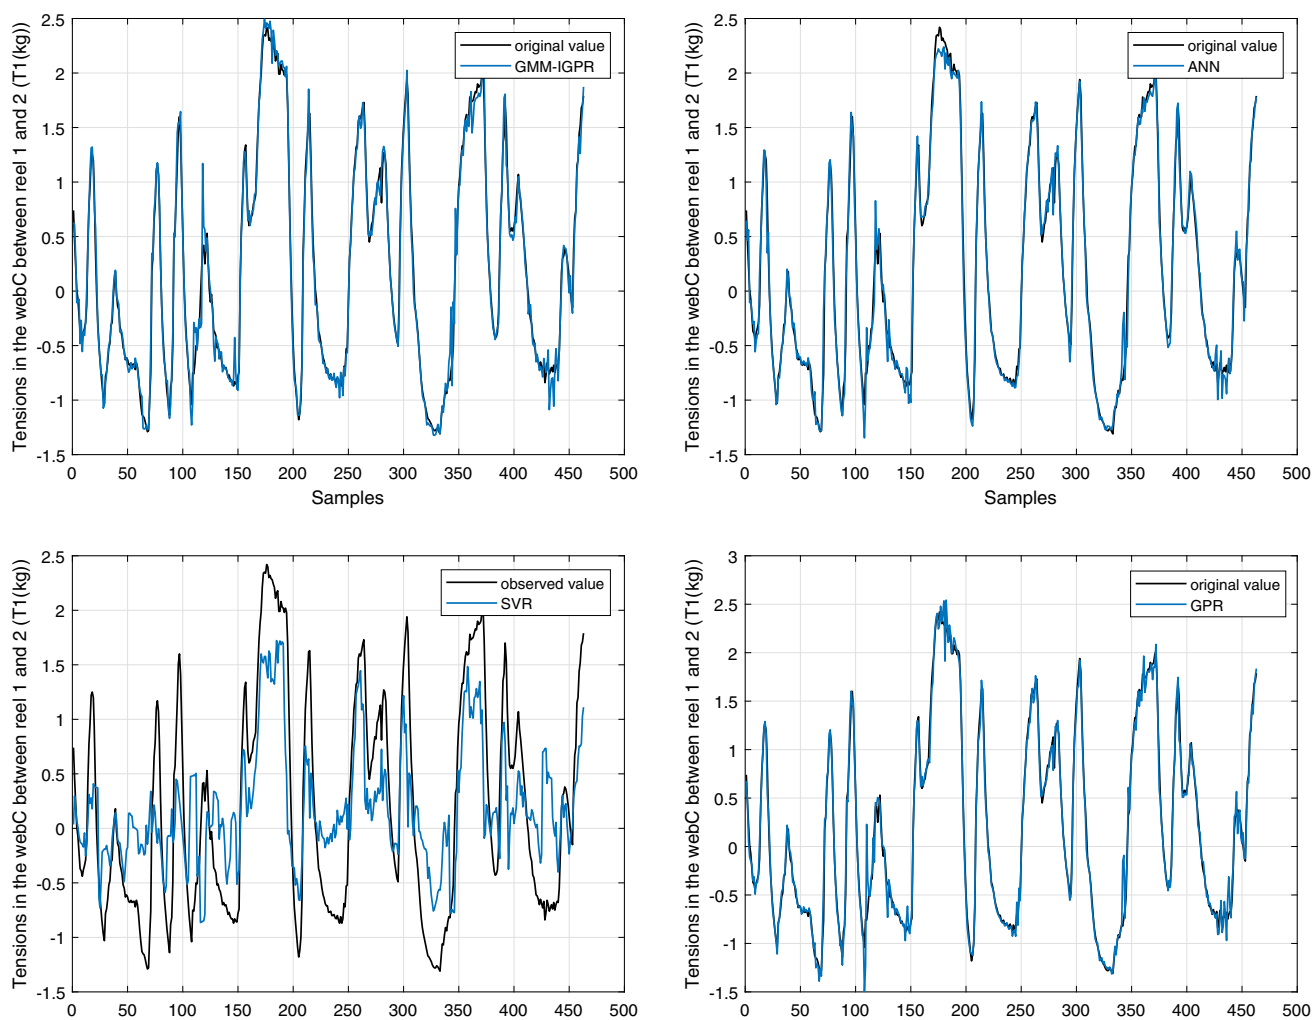 Tensions in the webC between reel 1 and 2 (T1(kg))
2.5
2
1.5
1
0.5
0
-0.5
-1
-1.5
original value
GMM-IGPR
0 50 100 150 200 250 300 350 400 450 500
Samples
Tensions in the webC between reel 1 and 2 (T1(kg))
2.5
2
1.5
1
0.5
0
-0.5
-1
-1.5
original value
ANN
0 50 100 150 200 250 300 350 400 450 500
Samples
Tensions in the webC between reel 1 and 2 (T1(kg))
2.5
2
1.5
1
0.5
0
-0.5
-1
-1.5
observed value
SVR
0 50 100 150 200 250 300 350 400 450 500
Tensions in the webC between reel 1 and 2 (T1(kg))
3
2.5
2
1.5
1
0.5
0
-0.5
-1
-1.5
original value
GPR
0 50 100 150 200 250 300 350 400 450 500